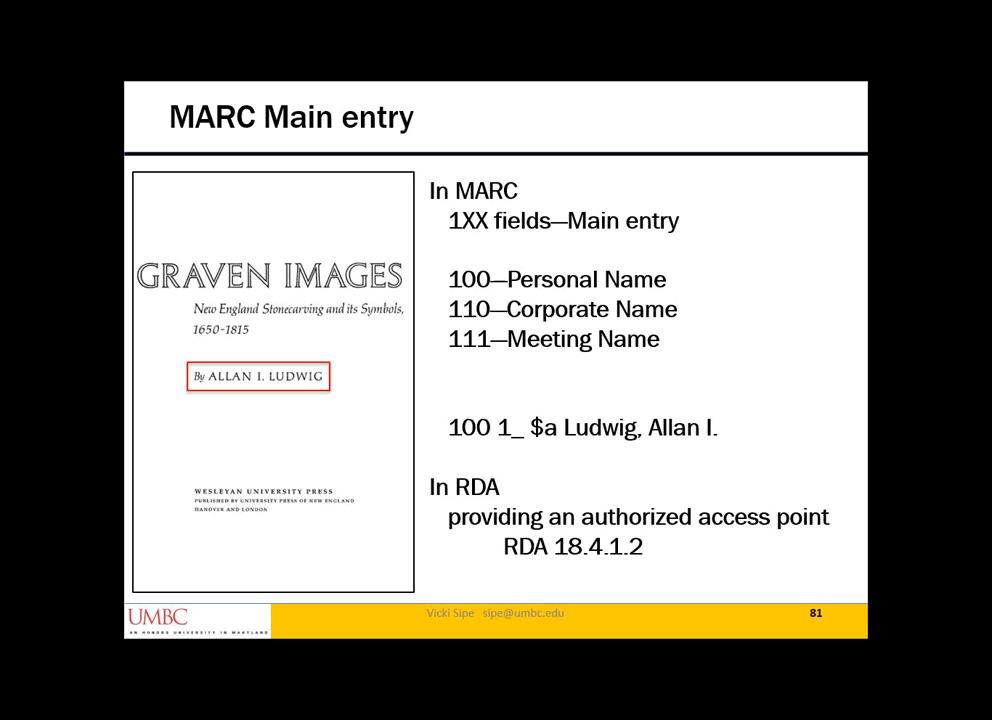 MARC Main entry
GRAVEN IMAGES
New England Stonecarving and its Symbols,
1650-1815
By ALLAN I. LUDWIG
WESLEYAN UNIVERSITY PRESS
PUBLISHED BY UNIVERSITY PRESS OF NEW ENGLAND
HANOVER AND LONDON
In MARC
1XX fields—Main entry
100—Personal Name
110—Corporate Name
111—Meeting Name
100 1_ $a Ludwig, Allan I.
In RDA
providing an authorized access point
RDA 18.4.1.2
UMBC
AN HONORS UNIVERSITY IN MARYLAND
Vicki Sipe sipe@umbc.edu
81